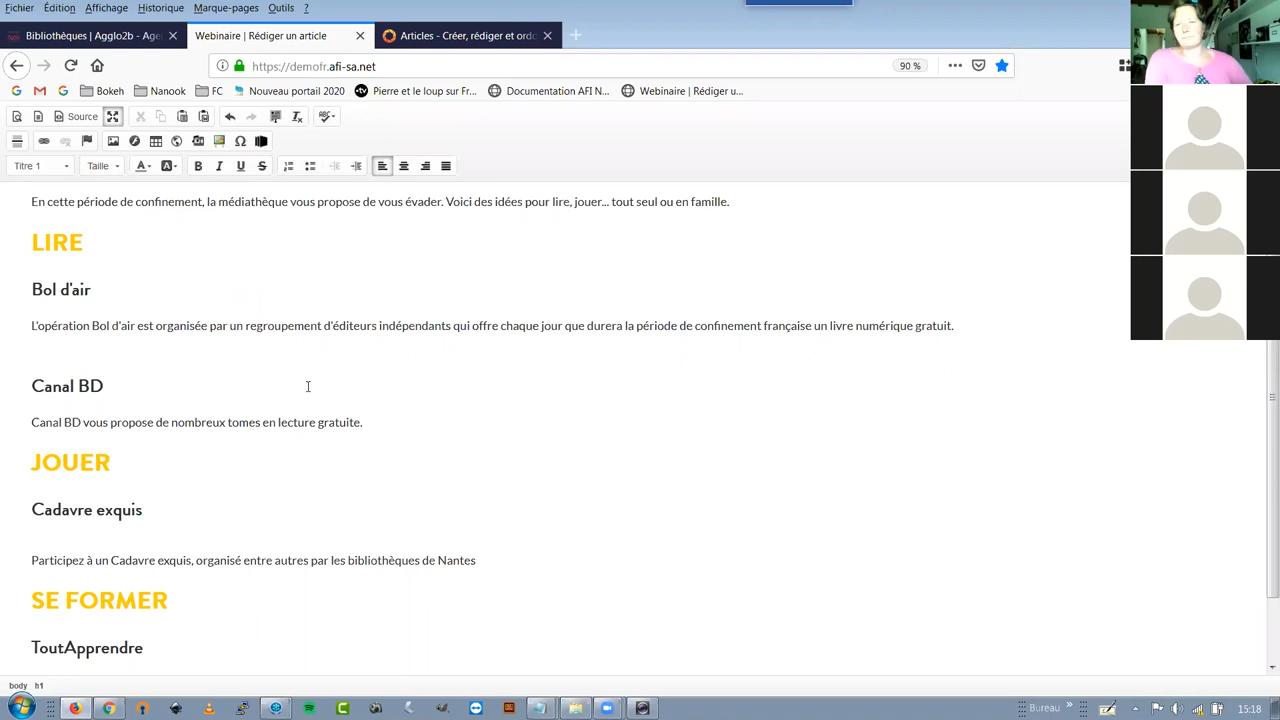 Fichier Édition Affichage Historique Marque-pages Outils ?
Bibliothèques | Agglo2b - Age Webinaire | Rédiger un article Articles - Créer, rédiger et ordo
https://demofr.afi-sa.net 90 %
Bokeh Nanook FC Nouveau portail 2020 Pierre et le loup sur Fr... Documentation AFI N... Webinaire | Rédiger u...
Source
Titre 1 Taille
En cette période de confinement, la médiathèque vous propose de vous évader. Voici des idées pour lire, jouer... tout seul ou en famille.
LIRE
Bol d'air
L'opération Bol d'air est organisée par un regroupement d'éditeurs indépendants qui offre chaque jour que durera la période de confinement française un livre numérique gratuit.
Canal BD
Canal BD vous propose de nombreux tomes en lecture gratuite.
JOUER
Cadavre exquis
Participez à un Cadavre exquis, organisé entre autres par les bibliothèques de Nantes
SE FORMER
ToutApprendre
body h1
Bureau 15:18